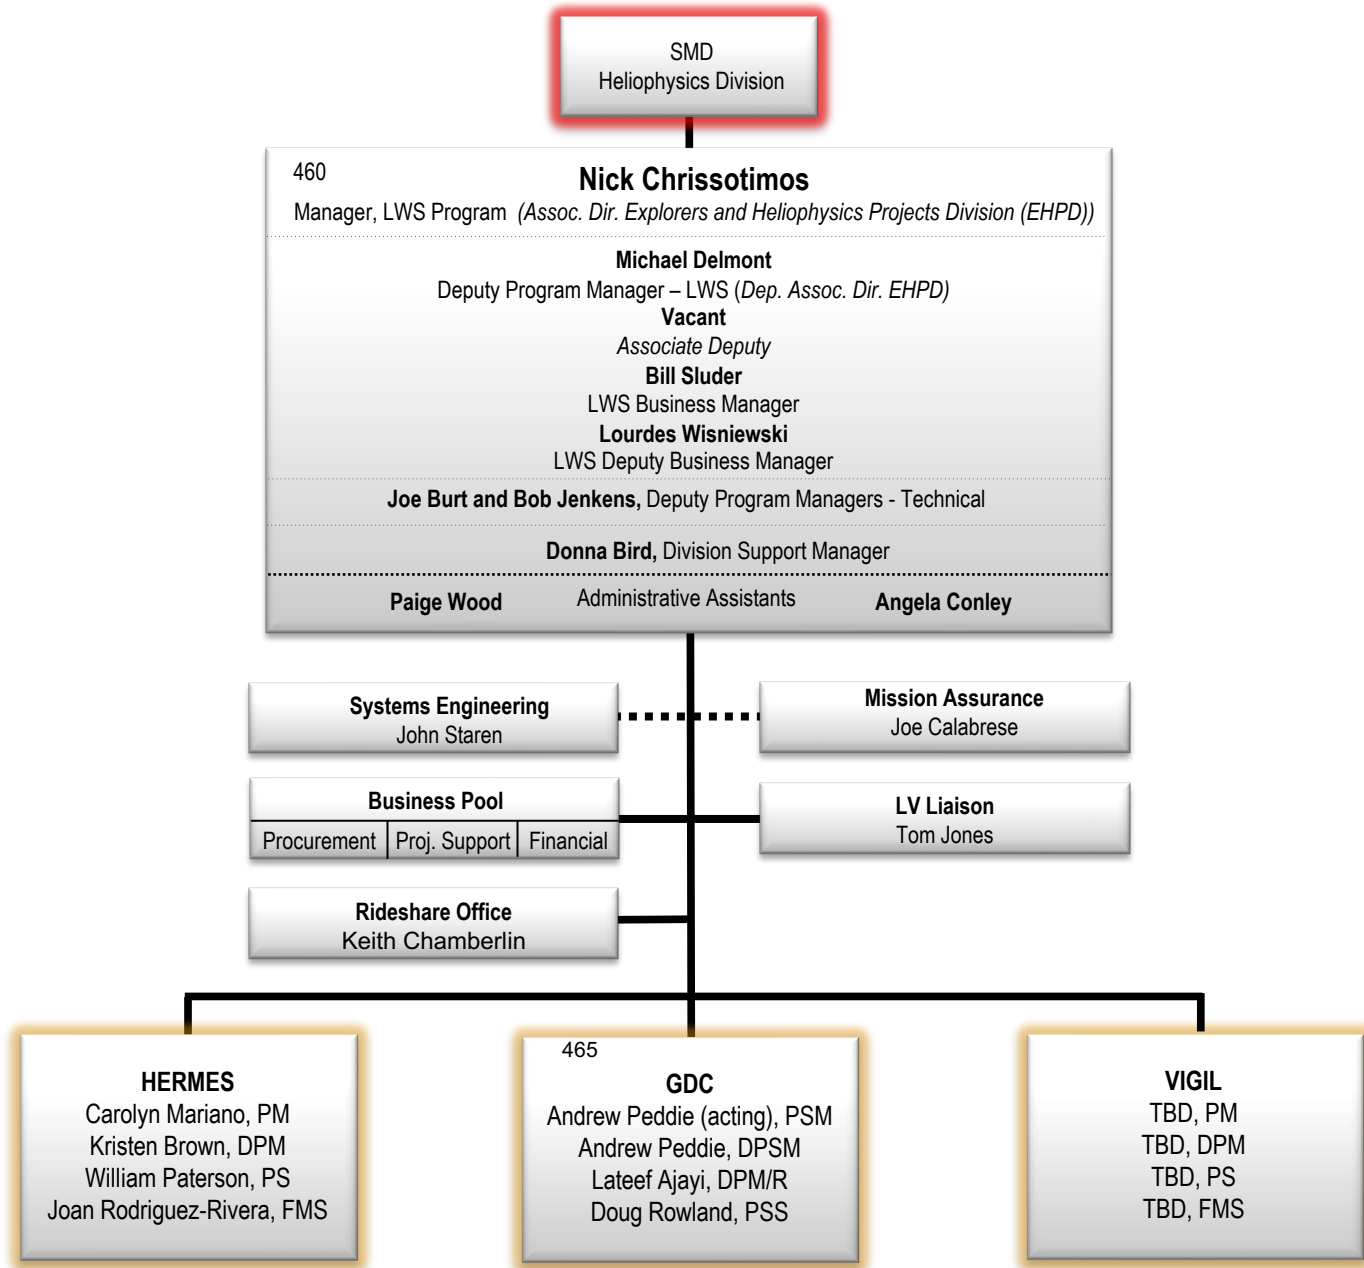 SMD
Heliophysics Division
460
Nick Chrissotimos
Manager, LWS Program (Assoc. Dir. Explorers and Heliophysics Projects Division (EHPD))
Michael Delmont
Deputy Program Manager – LWS (Dep. Assoc. Dir. EHPD)
Vacant
Associate Deputy
Bill Sluder
LWS Business Manager
Lourdes Wisniewski
LWS Deputy Business Manager
Joe Burt and Bob Jenkens, Deputy Program Managers - Technical
Donna Bird, Division Support Manager
Paige Wood Administrative Assistants Angela Conley
Systems Engineering
John Staren
Mission Assurance
Joe Calabrese
Business Pool
Procurement Proj. Support Financial
LV Liaison
Tom Jones
Rideshare Office
Keith Chamberlin
HERMES
Carolyn Mariano, PM
Kristen Brown, DPM
William Paterson, PS
Joan Rodriguez-Rivera, FMS
465
GDC
Andrew Peddie (acting), PSM
Andrew Peddie, DPSM
Lateef Ajayi, DPM/R
Doug Rowland, PSS
VIGIL
TBD, PM
TBD, DPM
TBD, PS
TBD, FMS